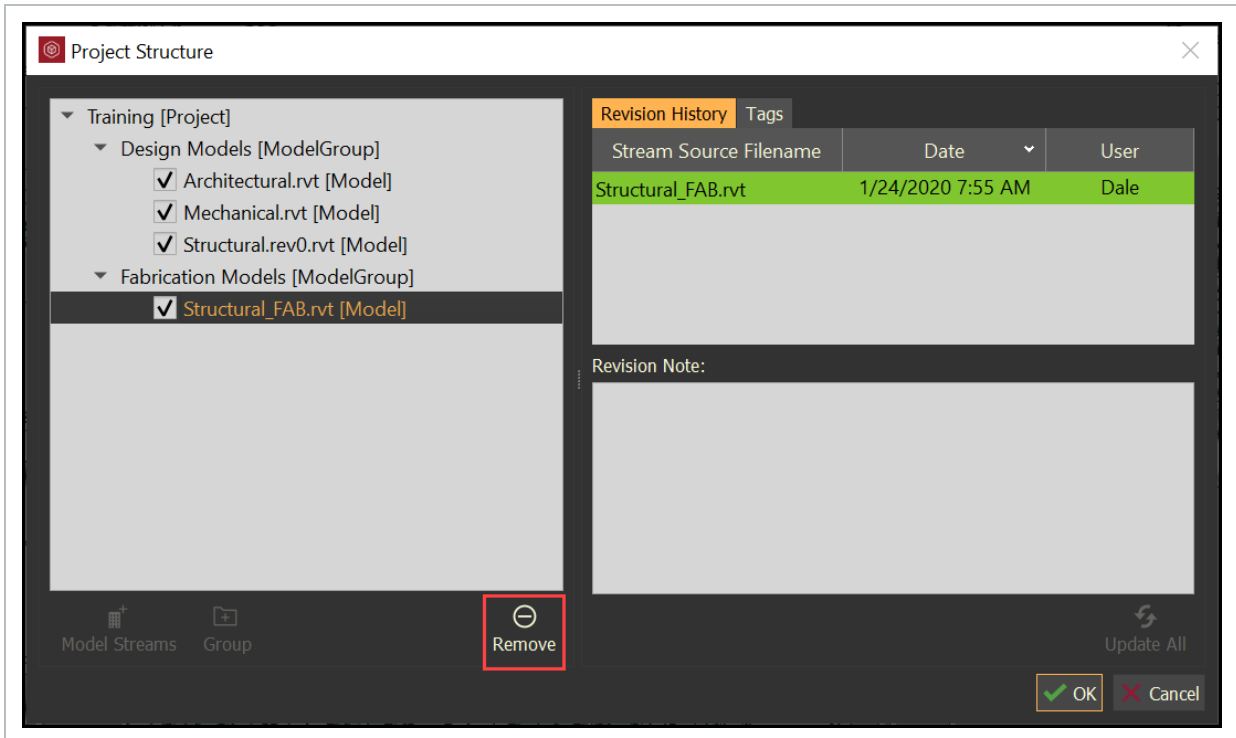 Project Structure
Training [Project]
Design Models [ModelGroup]
Architectural.rvt [Model]
Mechanical.rvt [Model]
Structural.rev0.rvt [Model]
Fabrication Models [ModelGroup]
Structural_FAB.rvt [Model]
Model Streams Group Remove
Revision History Tags
Stream Source Filename Date User
Structural_FAB.rvt 1/24/2020 7:55 AM Dale
Revision Note:
Update All
OK Cancel